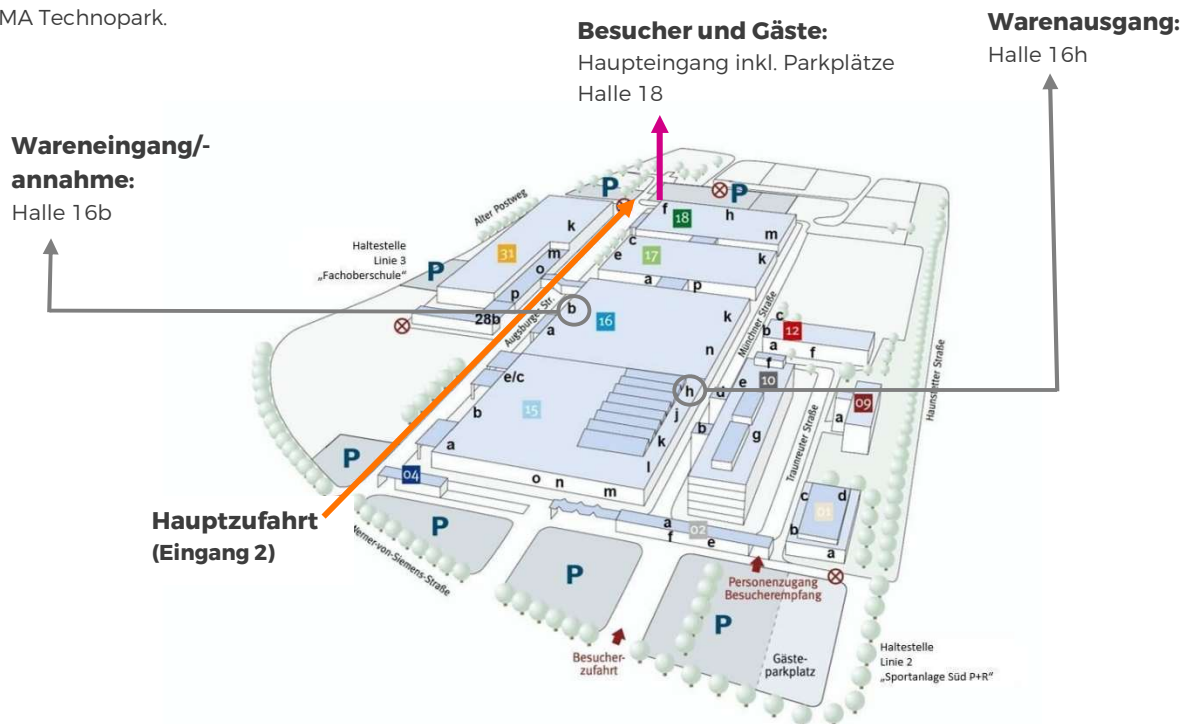 MA Technopark.
Besucher und Gäste:
Haupteingang inkl. Parkplätze
Halle 18
Warenausgang:
Halle 16h
Wareneingang/-
annahme:
Halle 16b
Alter Postweg
P
P
f
18
h
m
k
31
m
o
p
28b
Haltestelle
Linie 3
„Fachoberschule“
P
c
e
17
a
p
k
Augsburger Str.
b
a
16
k
n
h
Münchner Straße
c
b
12
a
f
f
e
10
d
b
g
Traunreuter Straße
09
a
Haunstetter Straße
e/c
b
15
a
j
k
l
o
n
m
P
04
c
d
01
b
a
Hauptzufahrt
(Eingang 2)
P
Werner-von-Siemens-Straße
a
02
f
e
P
Personenzugang
Besucherempfang
P
Gäste-
parkplatz
Besucher-
zufahrt
Haltestelle
Linie 2
„Sportanlage Süd P+R“